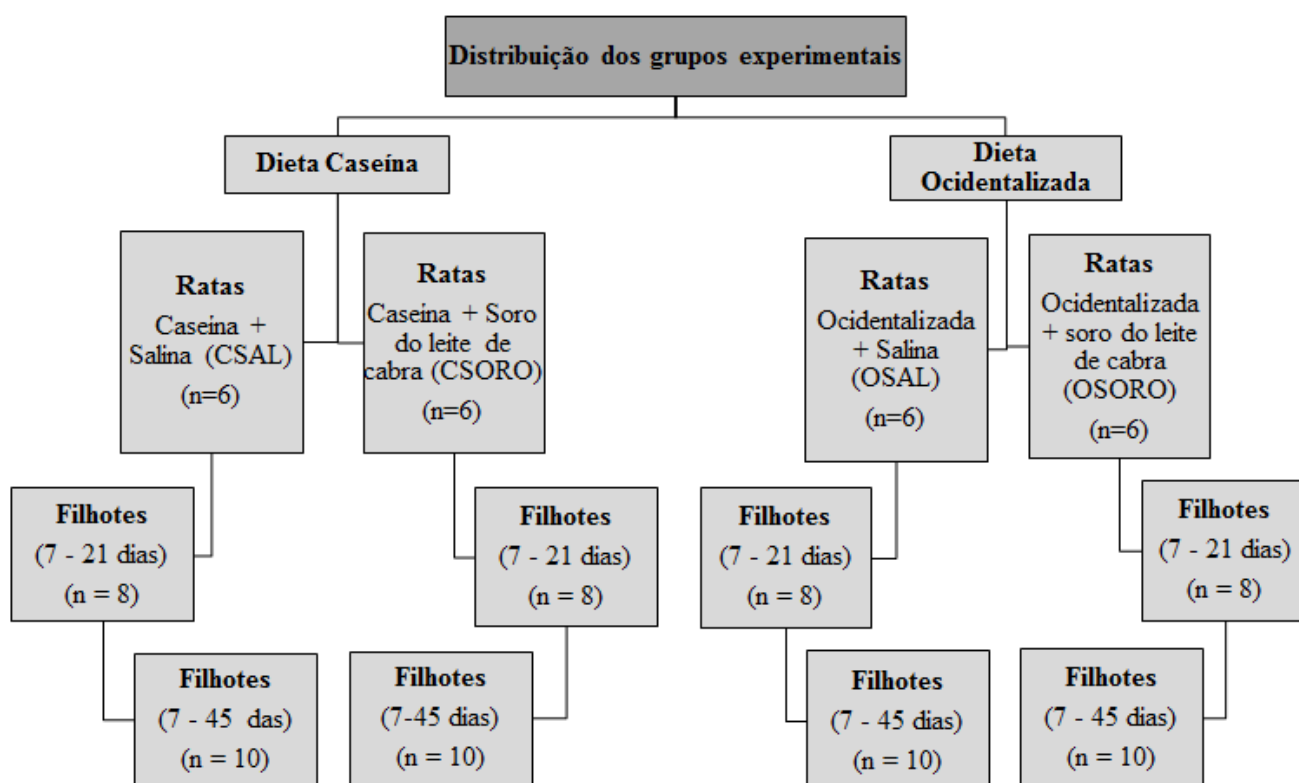 Distribuição dos grupos experimentais
Dieta Caseína
Dieta
Ocidentalizada
Ratas
Caseína +
Salina (CSAL)
(n=6)
Ratas
Caseína + Soro
do leite de
cabra (CSORO)
(n=6)
Ratas
Ocidentalizada
+ Salina
(OSAL)
(n=6)
Ratas
Ocidentalizada
+ soro do leite
de cabra
(OSORO)
(n=6)
Filhotes
(7 - 21 dias)
(n = 8)
Filhotes
(7 - 21 dias)
(n = 8)
Filhotes
(7 - 21 dias)
(n = 8)
Filhotes
(7 - 21 dias)
(n = 8)
Filhotes
(7 - 45 das)
(n = 10)
Filhotes
(7-45 dias)
(n = 10)
Filhotes
(7 - 45 dias)
(n = 10)
Filhotes
(7 - 45 dias)
(n = 10)